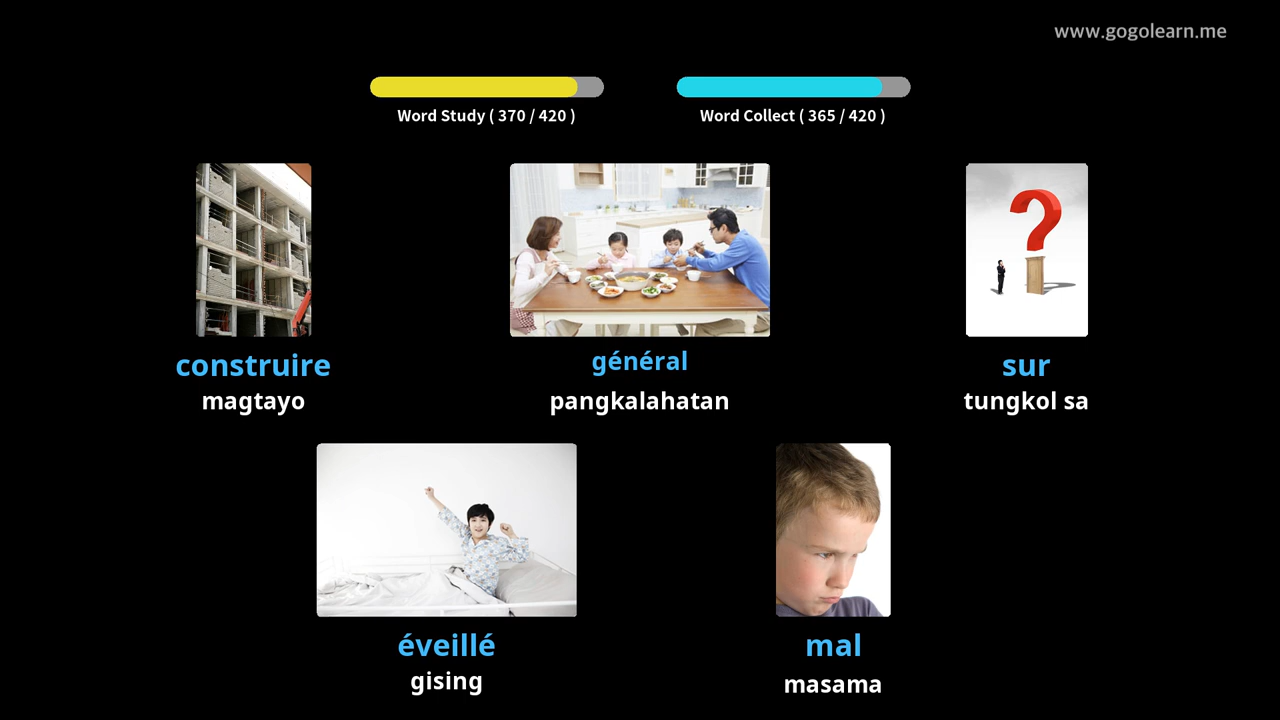 www.gogolearn.me
Word Study ( 370 / 420 )
Word Collect ( 365 / 420 )
construire
magtayo
général
pangkalahatan
sur
tungkol sa
éveillé
gising
mal
masama